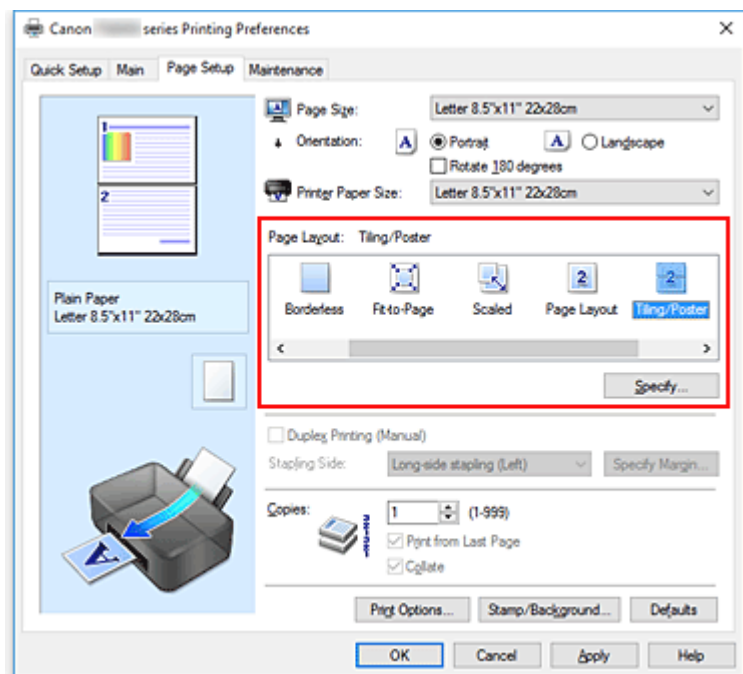 Canon series Printing Preferences
Quick Setup Main Page Setup Maintenance
1
2
Plain Paper
Letter 8.5"x11" 22x28cm
Page Size: Letter 8.5"x11" 22x28cm
Orientation: A Portrait A Landscape
Rotate 180 degrees
Printer Paper Size: Letter 8.5"x11" 22x28cm
Page Layout: Tiling/Poster
2 2
Borderless Fit-to-Page Scaled Page Layout Tiling/Poster
Specify...
Duplex Printing (Manual)
Stapling Side: Long-side stapling (Left) Specify Margin...
Copies: 1 (1-999)
Print from Last Page
Collate
A
Print Options... Stamp/Background... Defaults
OK Cancel Apply Help